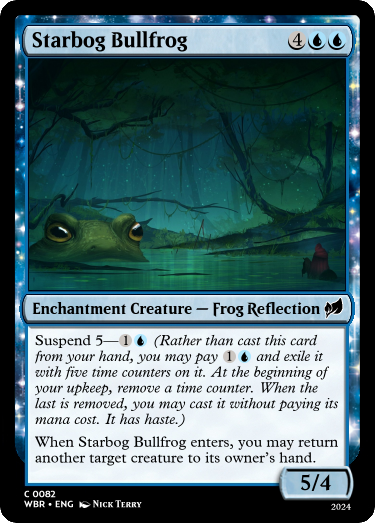 Starbog Bullfrog 4
Enchantment Creature — Frog Reflection
Suspend 5—1 (Rather than cast this card
from your hand, you may pay 1 and exile it
with five time counters on it. At the beginning of
your upkeep, remove a time counter. When the
last is removed, you may cast it without paying its
mana cost. It has haste.)
When Starbog Bullfrog enters, you may return
another target creature to its owner's hand.
5/4
C 0082
WBR • ENG Nick Terry
2024